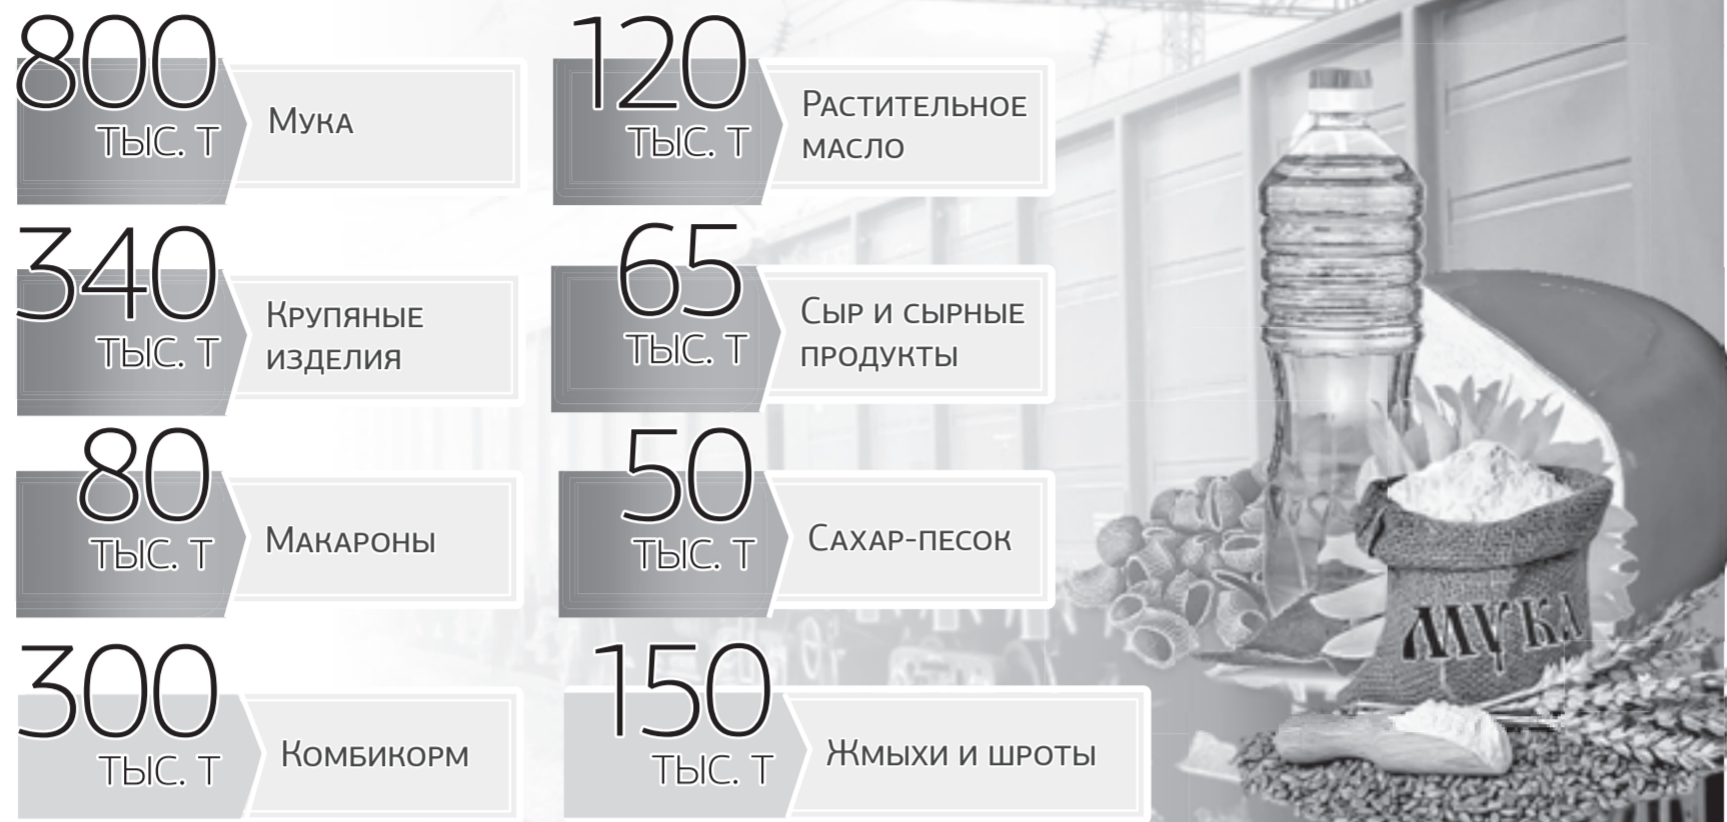 800
тыс. т
Мука
120
тыс. т
Растительное
масло
340
тыс. т
Крупяные
изделия
65
тыс. т
Сыр и сырные
продукты
80
тыс. т
Макароны
50
тыс. т
Сахар-песок
300
тыс. т
Комбикорм
150
тыс. т
Жмыхи и шроты
МУКА